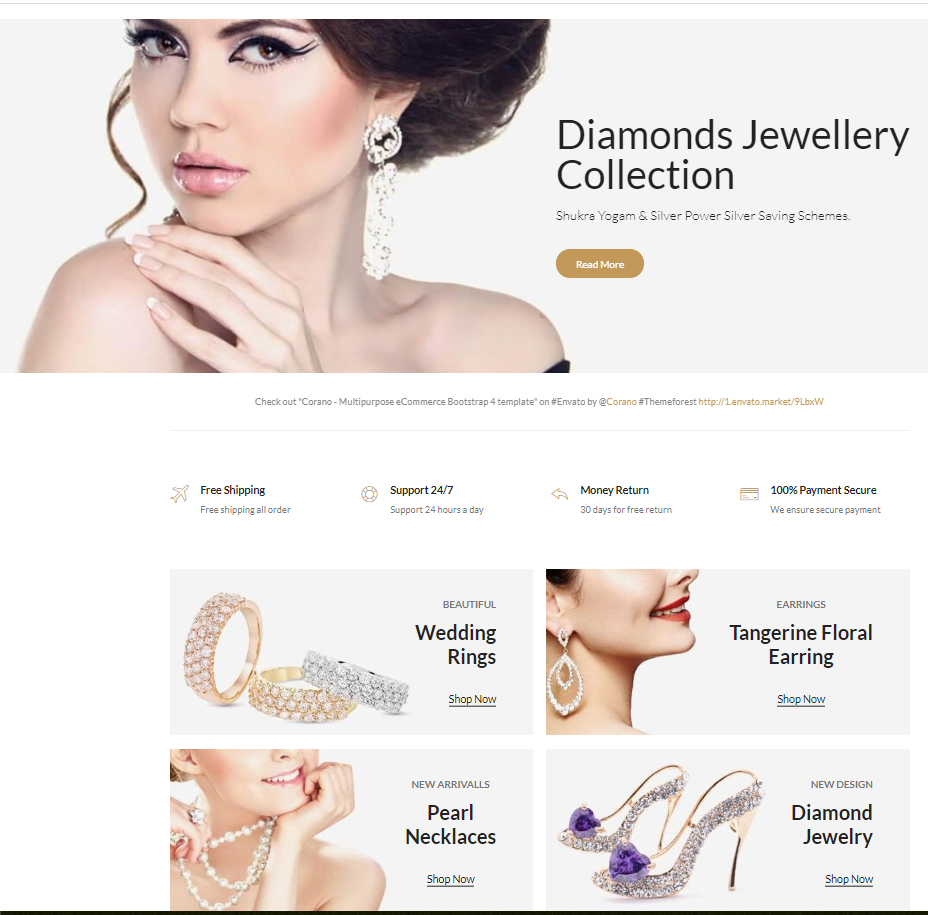 Diamonds Jewellery
Collection
Shukra Yogam & Silver Power Silver Saving Schemes.
Read More
Check out "Corano - Multipurpose eCommerce Bootstrap 4 template" on #Envato by @Corano #Themeforest http://1.envato.market/9LbxW
Free Shipping
Free shipping all order
Support 24/7
Support 24 hours a day
Money Return
30 days for free return
100% Payment Secure
We ensure secure payment
BEAUTIFUL
Wedding
Rings
Shop Now
EARRINGS
Tangerine Floral
Earring
Shop Now
NEW ARRIVALLS
Pearl
Necklaces
Shop Now
NEW DESIGN
Diamond
Jewelry
Shop Now